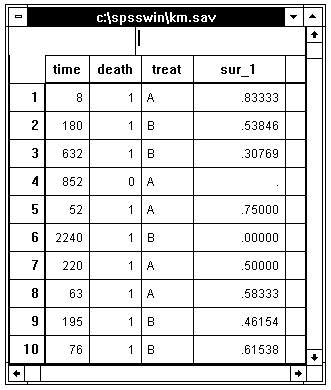 c:\spsswin\km.sav
time death treat sur_1
1 8 1 A .83333
2 180 1 B .53846
3 632 1 B .30769
4 852 0 A .
5 52 1 A .75000
6 2240 1 B .00000
7 220 1 A .50000
8 63 1 A .58333
9 195 1 B .46154
10 76 1 B .61538